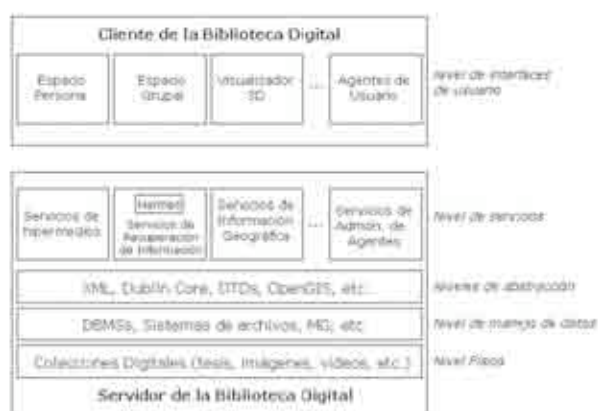 Cliente de la Biblioteca Digital
Espacio
Persona
Espacio
Grupal
Visualizador
3D
...
Agentes de
Usuario
Nivel de interfaces
de usuario
Servicios de
hipermedios
Hermes
Servicios de
Recuperación
de Información
Servicios de
Información
Geográfica
...
Servicios de
Admón. de
Agentes
Nivel de servicios
XML, Dublin Core, DTDs, OpenGIS, etc.
Niveles de abstracción
DBMSs, Sistemas de archivos, MG, etc
Nivel de manejo de datos
Colecciones Digitales (tesis, imágenes, videos, etc.)
Nivel Físico
Servidor de la Biblioteca Digital